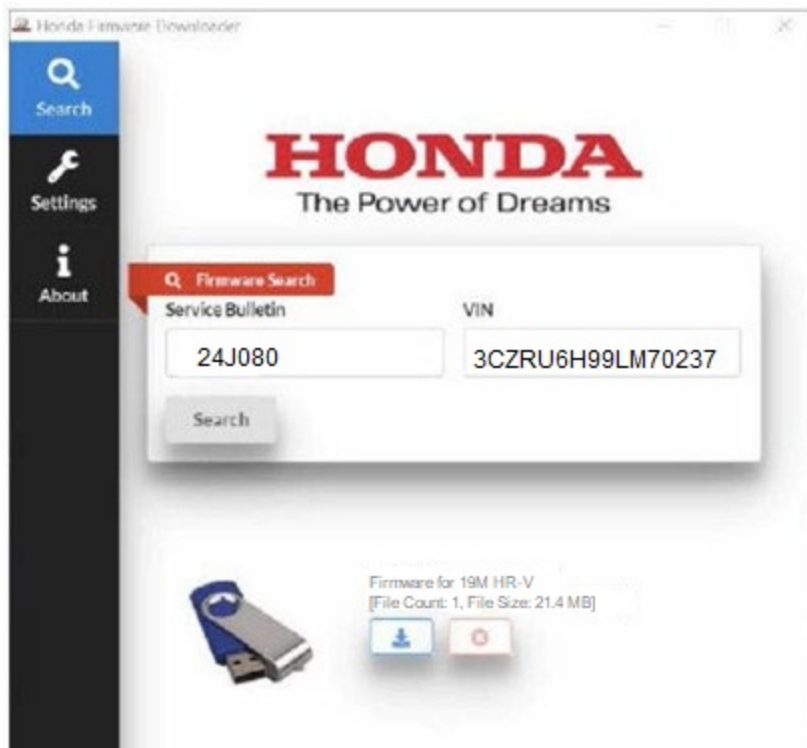 Honda Firmware Downloader
Search
Settings
About
HONDA
The Power of Dreams
Firmware Search
Service Bulletin
VIN
24J080
3CZRU6H99LM70237
Search
Firmware for 19M HR-V
[File Count: 1, File Size: 21.4 MB]